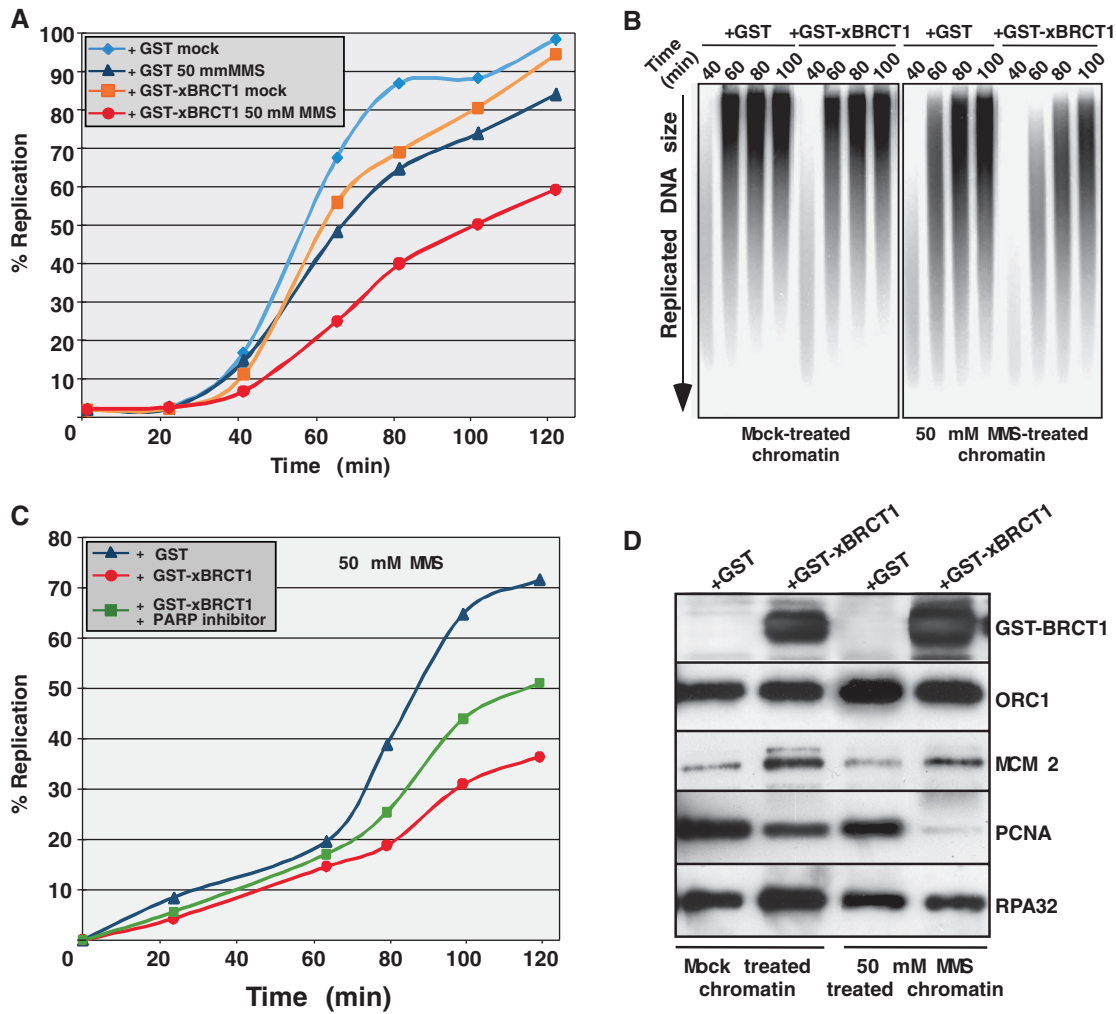 A
100
90
80
70
60
50
40
30
20
10
0
20
40
60
80
100
120
% Replication
Time (min)
+ GST mock
+ GST 50 mmMMS
+ GST-xBRCT1 mock
+ GST-xBRCT1 50 mM MMS
B
+GST +GST-xBRCT1 +GST +GST-xBRCT1
Time (min)
40 60 80 100 40 60 80 100 40 60 80 100 40 60 80 100
Replicated DNA size
Mock-treated chromatin
50 mM MMS-treated chromatin
C
80
70
60
50
40
30
20
10
0
20
40
60
80
100
120
% Replication
Time (min)
+ GST
+ GST-xBRCT1
+ GST-xBRCT1
+ PARP inhibitor
50 mM MMS
D
+GST
+GST-xBRCT1
+GST
+GST-xBRCT1
GST-BRCT1
ORC1
MCM 2
PCNA
RPA32
Mock treated chromatin
50 mM MMS treated chromatin